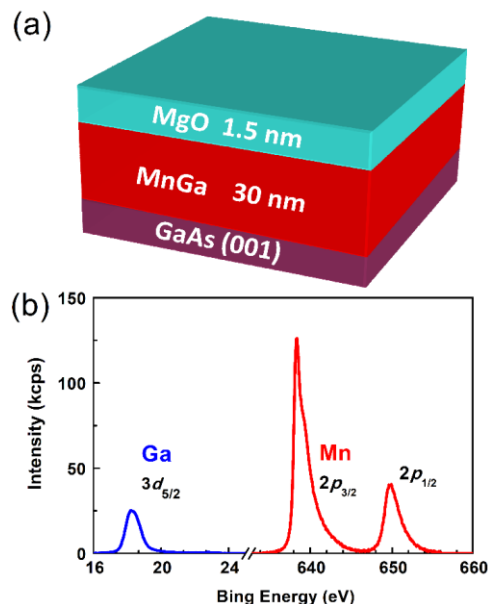 (a)
MgO 1.5 nm
MnGa 30 nm
GaAs (001)
(b)
150
100
50
0
Intensity (kcps)
Ga
3d5/2
Mn
2p3/2
2p1/2
16 20 24 640 650 660
Bing Energy (eV)